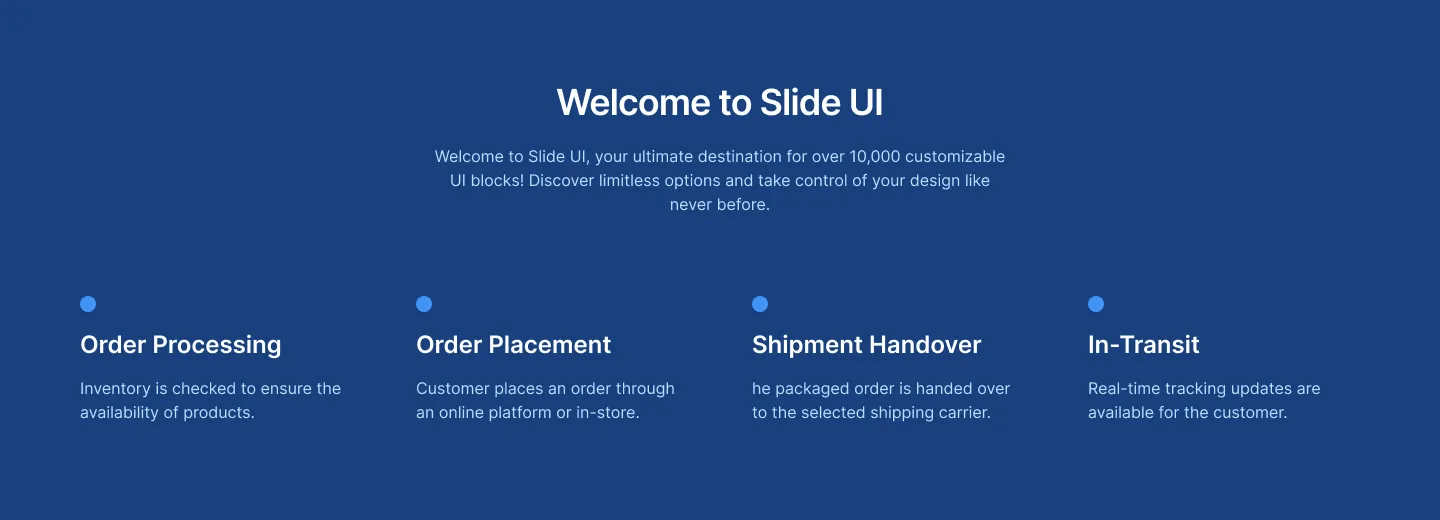 Welcome to Slide UI
Welcome to Slide UI, your ultimate destination for over 10,000 customizable
UI blocks! Discover limitless options and take control of your design like
never before.
Order Processing
Inventory is checked to ensure the
availability of products.
Order Placement
Customer places an order through
an online platform or in-store.
Shipment Handover
he packaged order is handed over
to the selected shipping carrier.
In-Transit
Real-time tracking updates are
available for the customer.